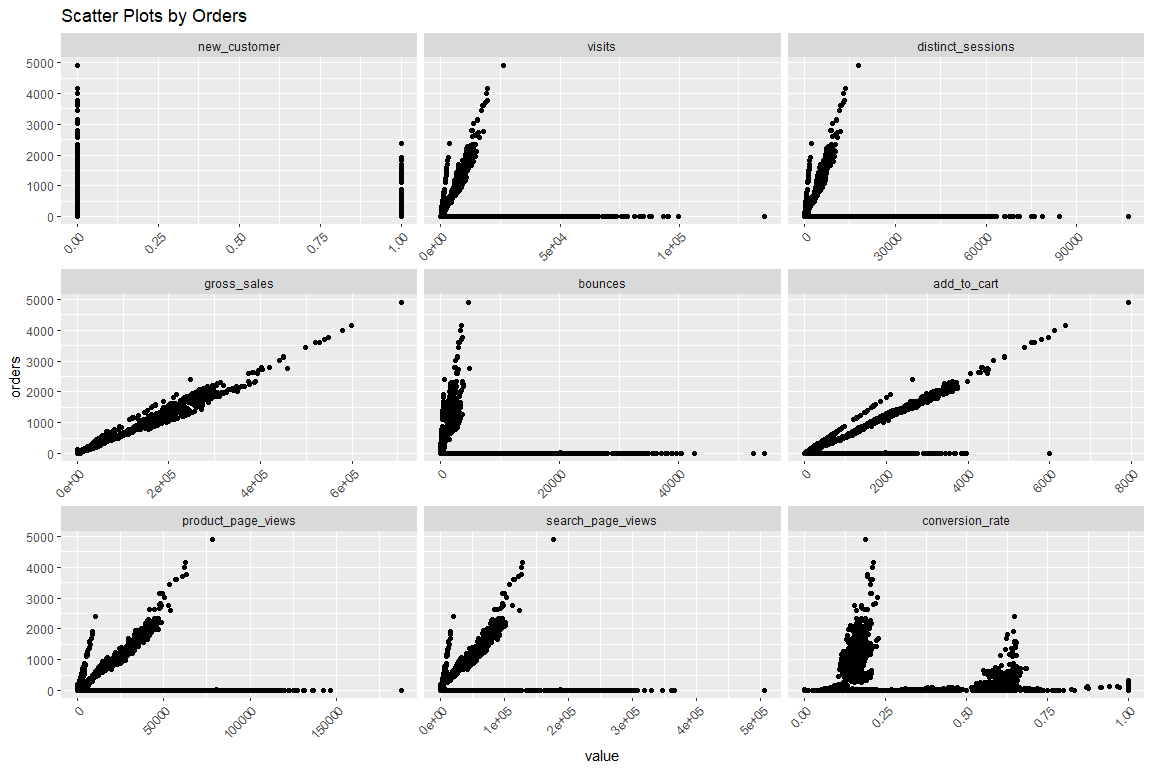 Scatter Plots by Orders
new_customer
visits
distinct_sessions
5000
4000
3000
2000
1000
0
0.00
0.25
0.50
0.75
1.00
0e+00
5e+04
1e+05
0
30000
60000
90000
gross_sales
bounces
add_to_cart
orders
5000
4000
3000
2000
1000
0
0e+00
2e+05
4e+05
6e+05
0
20000
40000
0
2000
4000
6000
8000
product_page_views
search_page_views
conversion_rate
5000
4000
3000
2000
1000
0
0
50000
100000
150000
0e+00
1e+05
2e+05
3e+05
4e+05
5e+05
0.00
0.25
0.50
0.75
1.00
value